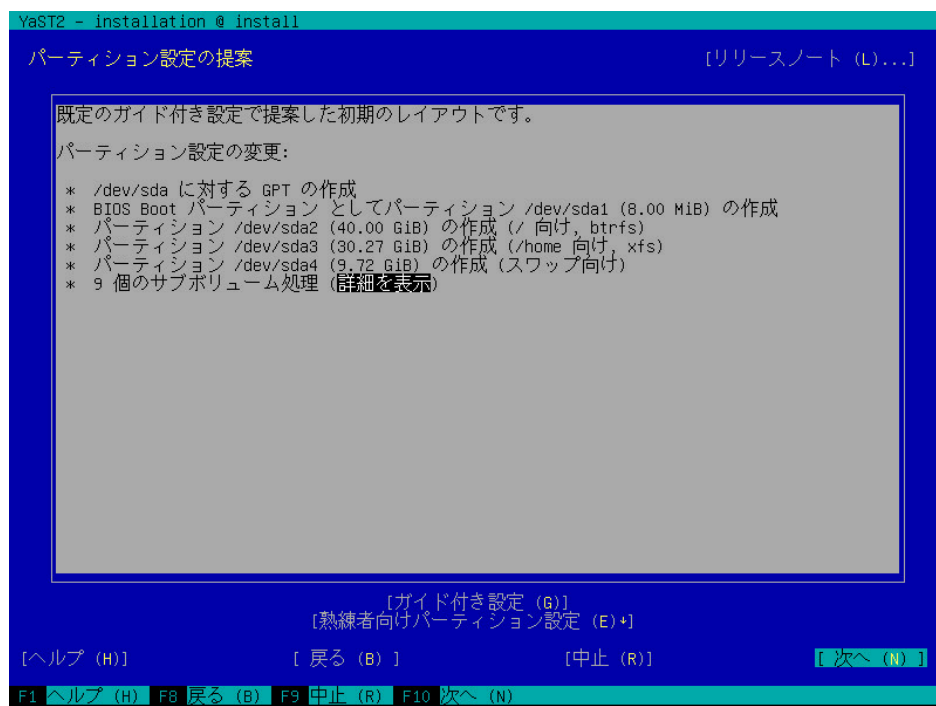 YaST2 - installation @ install
パーティション設定の提案 [リリースノート (L)...]
既定のガイド付き設定で提案した初期のレイアウトです。
パーティション設定の変更:
* /dev/sda に対する GPT の作成
* BIOS Boot パーティション としてパーティション /dev/sda1 (8.00 MiB) の作成
* パーティション /dev/sda2 (40.00 GiB) の作成 (/ 向け, btrfs)
* パーティション /dev/sda3 (30.27 GiB) の作成 (/home 向け, xfs)
* パーティション /dev/sda4 (9.72 GiB) の作成 (スワップ向け)
* 9 個のサブボリューム処理 (詳細を表示)
[ガイド付き設定 (G)]
[熟練者向けパーティション設定 (E)↓]
[ヘルプ (H)] [ 戻る (B) ] [中止 (R)] [ 次へ (N) ]
F1 ヘルプ (H) F8 戻る (B) F9 中止 (R) F10 次へ (N)